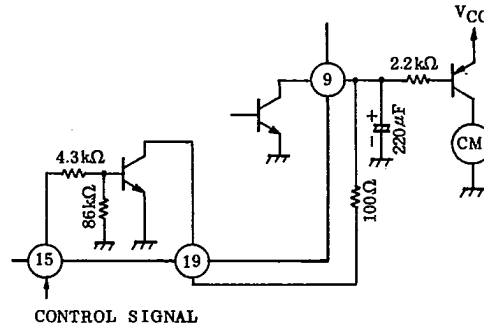 VCC
2.2kΩ
9
+
−
220μF
CM
4.3kΩ
86kΩ
100Ω
15
19
CONTROL SIGNAL